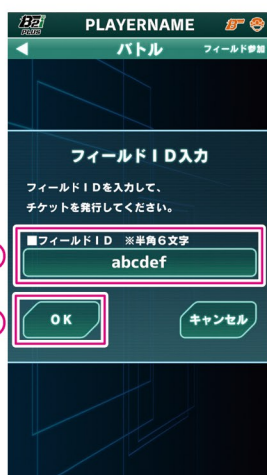 PLUS
PLAYERNAME
バトル
フィールド参加
フィールドID入力
フィールドIDを入力して、
チケットを発行してください。
■フィールドID ※半角6文字
abcdef
OK
キャンセル